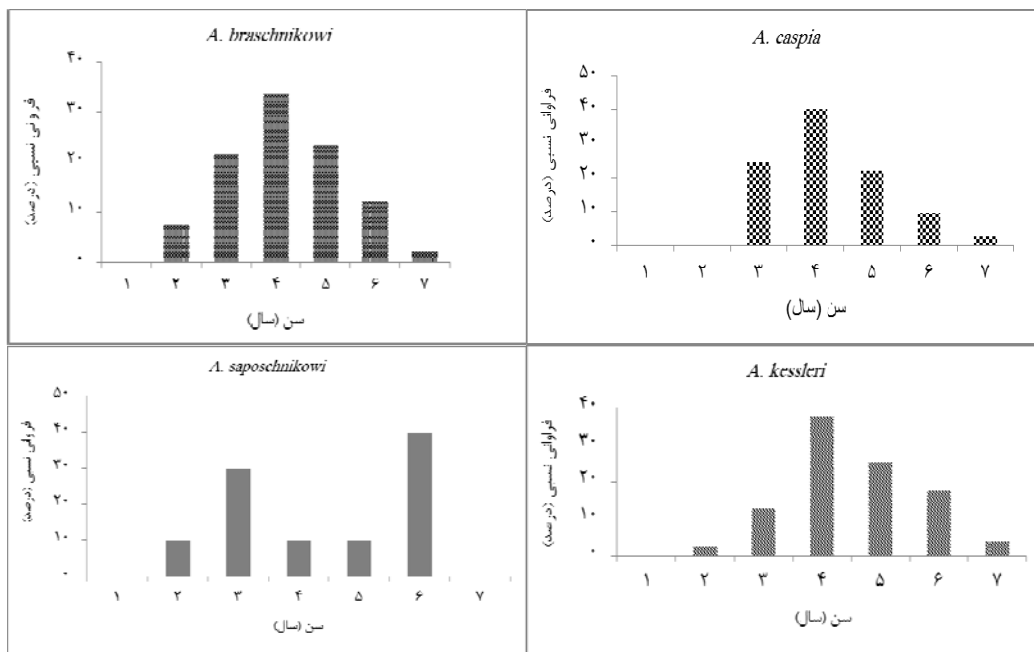 A. braschnikowi
۴۰
۳۰
۲۰
۱۰
۰
فراوانی نسبی (درصد)
۱ ۲ ۳ ۴ ۵ ۶ ۷
سن (سال)
A. caspia
۵۰
۴۰
۳۰
۲۰
۱۰
۰
فراوانی نسبی (درصد)
۱ ۲ ۳ ۴ ۵ ۶ ۷
سن (سال)
A. saposchnikowi
۵۰
۴۰
۳۰
۲۰
۱۰
۰
فراوانی نسبی (درصد)
۱ ۲ ۳ ۴ ۵ ۶ ۷
سن (سال)
A. kessleri
۴۰
۳۰
۲۰
۱۰
۰
فراوانی نسبی (درصد)
۱ ۲ ۳ ۴ ۵ ۶ ۷
سن (سال)